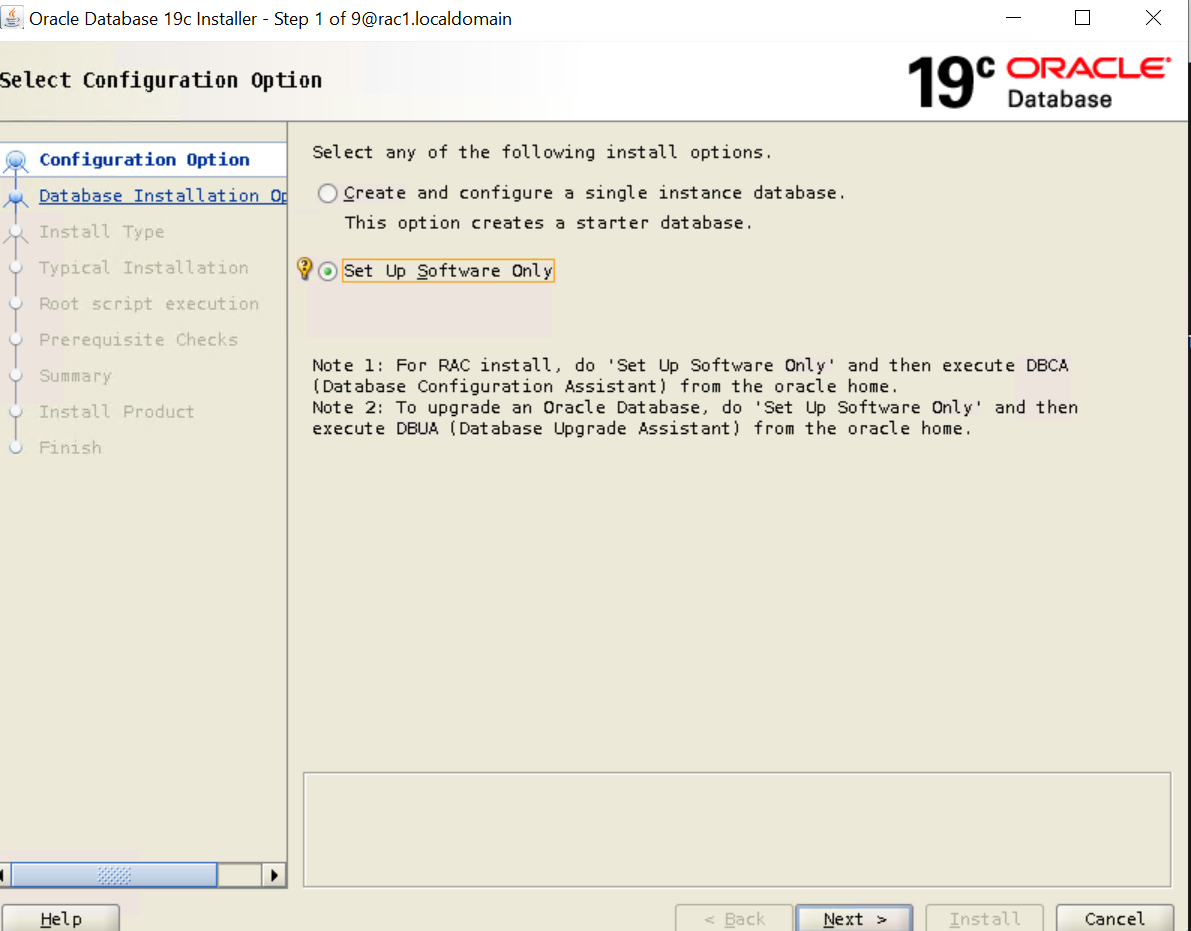 Oracle Database 19c Installer - Step 1 of 9@rac1.localdomain
Select Configuration Option
19c ORACLE
Database
Configuration Option
Database Installation Op
Install Type
Typical Installation
Root script execution
Prerequisite Checks
Summary
Install Product
Finish
Select any of the following install options.
Create and configure a single instance database.
This option creates a starter database.
Set Up Software Only
Note 1: For RAC install, do 'Set Up Software Only' and then execute DBCA
(Database Configuration Assistant) from the oracle home.
Note 2: To upgrade an Oracle Database, do 'Set Up Software Only' and then
execute DBUA (Database Upgrade Assistant) from the oracle home.
Help
< Back
Next >
Install
Cancel